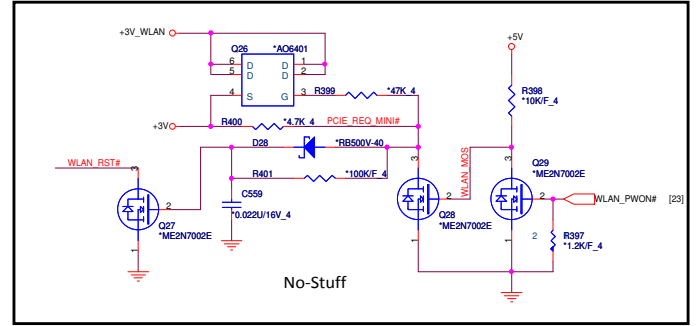 +3V_WLAN
Q26 *AO6401
6 D D 1
5 D D 2
4 S G 3
R399 *47K_4
+5V
R398
*10K/F_4
+3V
R400 *4.7K_4
PCIE_REQ_MINI#
D28 *RB500V-40
R401 *100K/F_4
WLAN_RST#
3
2
1
Q27
*ME2N7002E
C559
*0.022U/16V_4
3
2
1
Q28
*ME2N7002E
WLAN_MOS
Q29
*ME2N7002E
3
2
1
WLAN_PWON# [23]
2
R397
*1.2K/F_4
No-Stuff